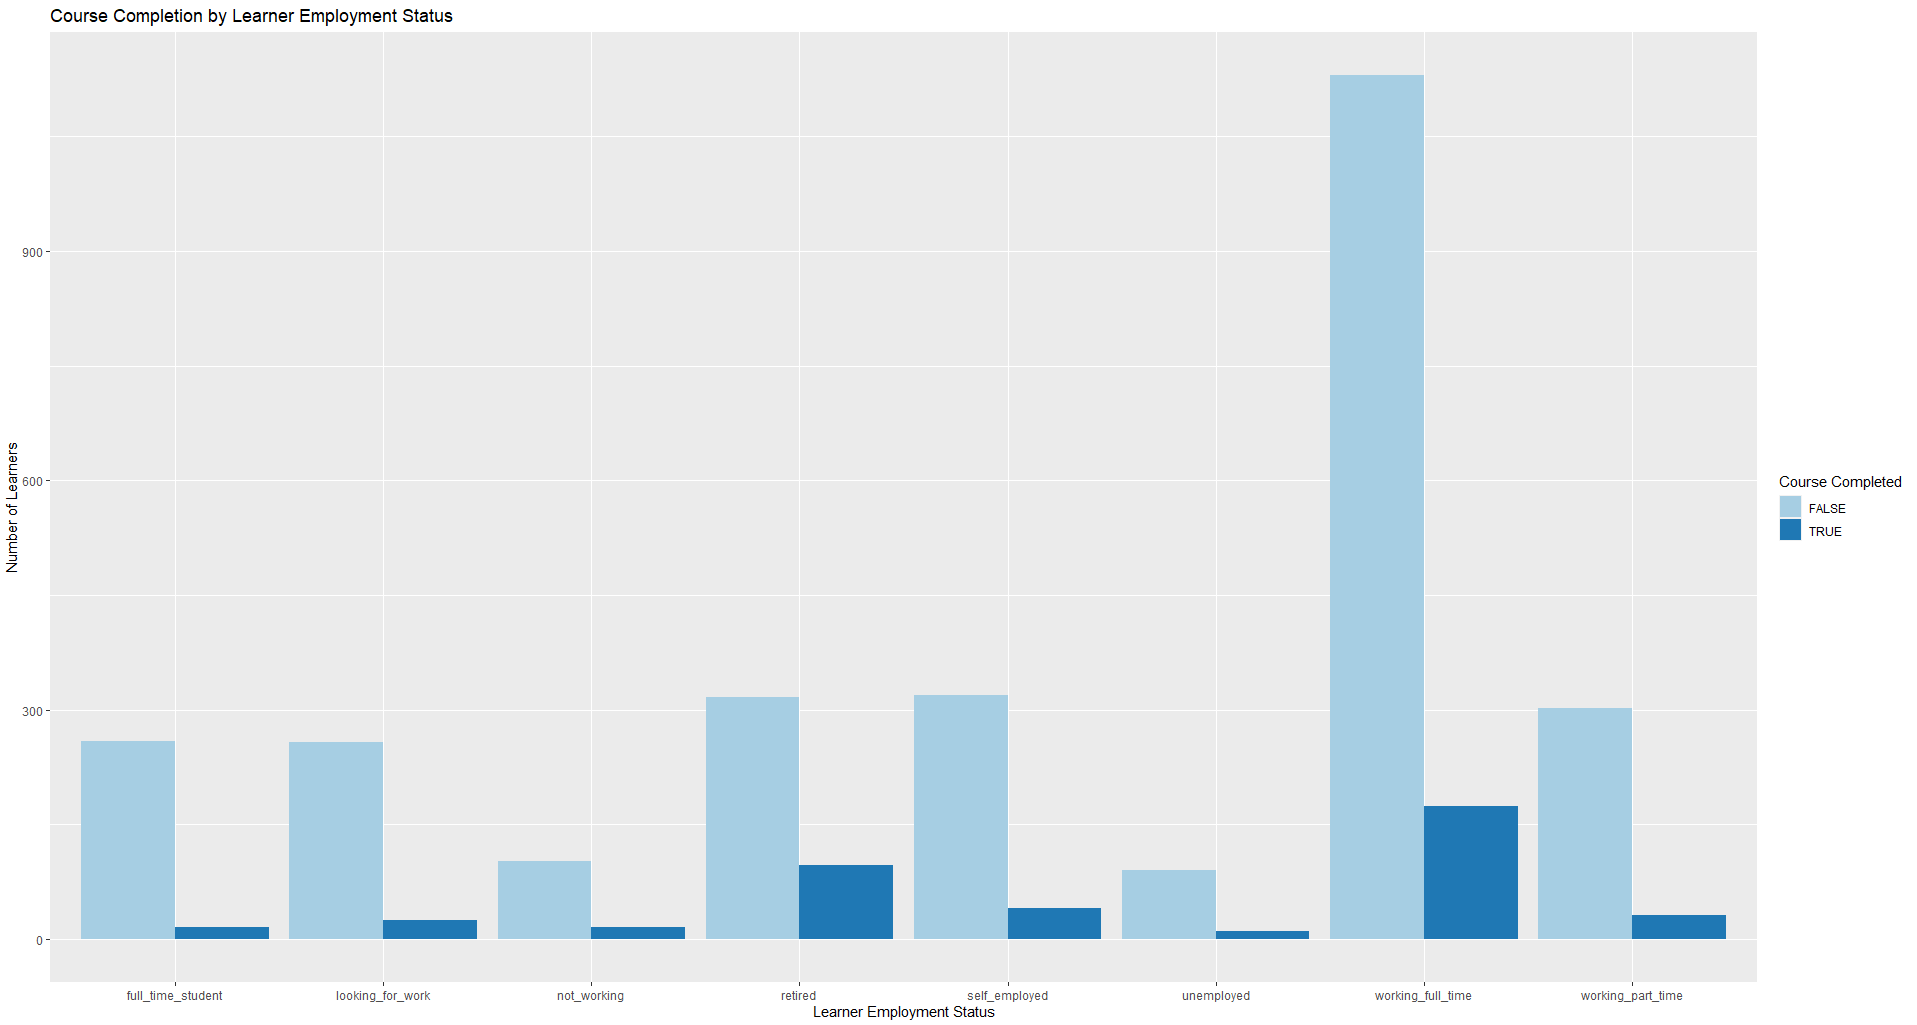 Course Completion by Learner Employment Status
Number of Learners
900
600
300
0
full_time_student
looking_for_work
not_working
retired
self_employed
unemployed
working_full_time
working_part_time
Learner Employment Status
Course Completed
FALSE
TRUE